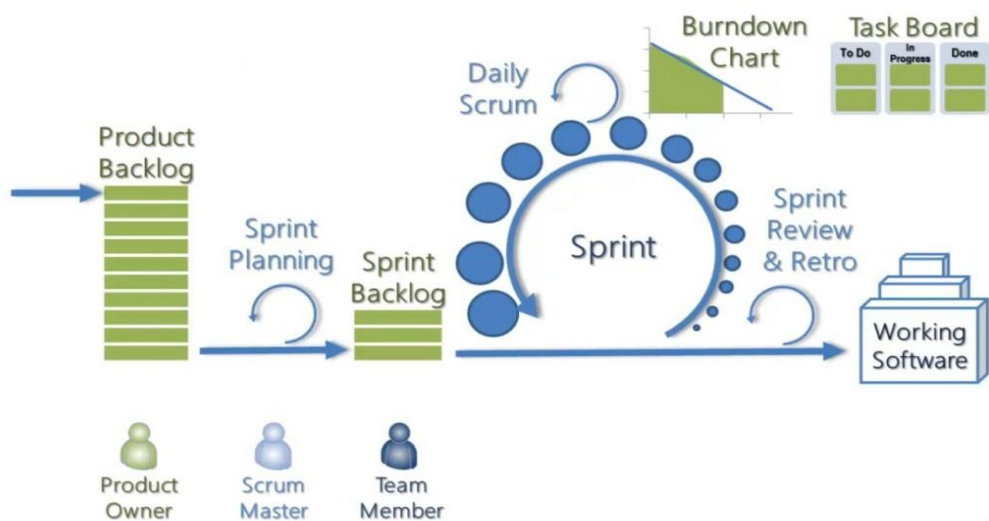 Burndown
Chart
Task Board
To Do
In
Progress
Done
Daily
Scrum
Product
Backlog
Sprint
Planning
Sprint
Backlog
Sprint
Sprint
Review
& Retro
Working
Software
Product
Owner
Scrum
Master
Team
Member